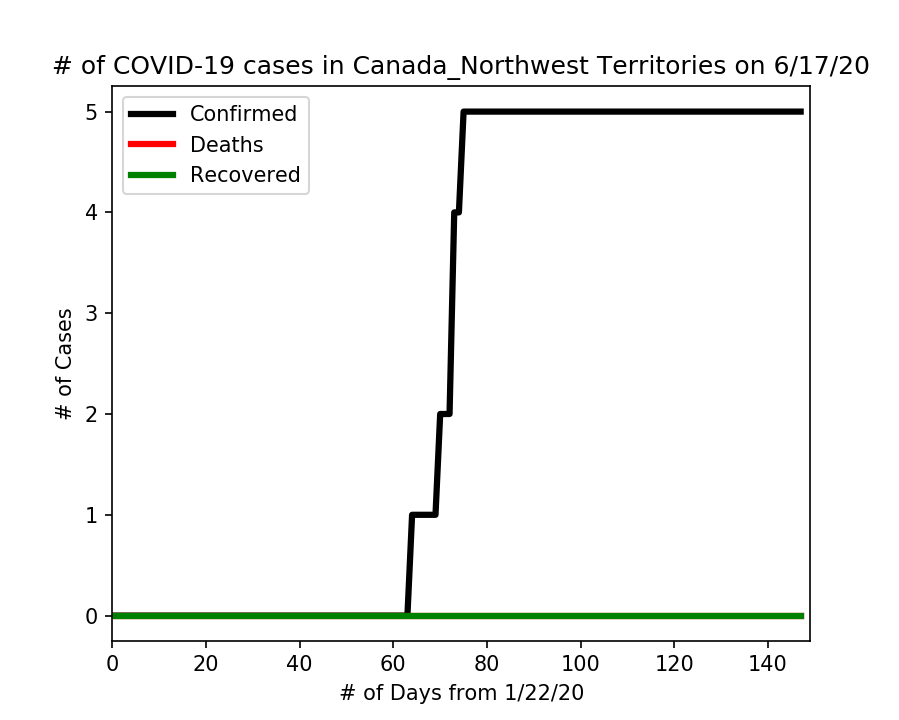 # of COVID-19 cases in Canada_Northwest Territories on 6/17/20
Confirmed
Deaths
Recovered
# of Cases
5
4
3
2
1
0
0 20 40 60 80 100 120 140
# of Days from 1/22/20